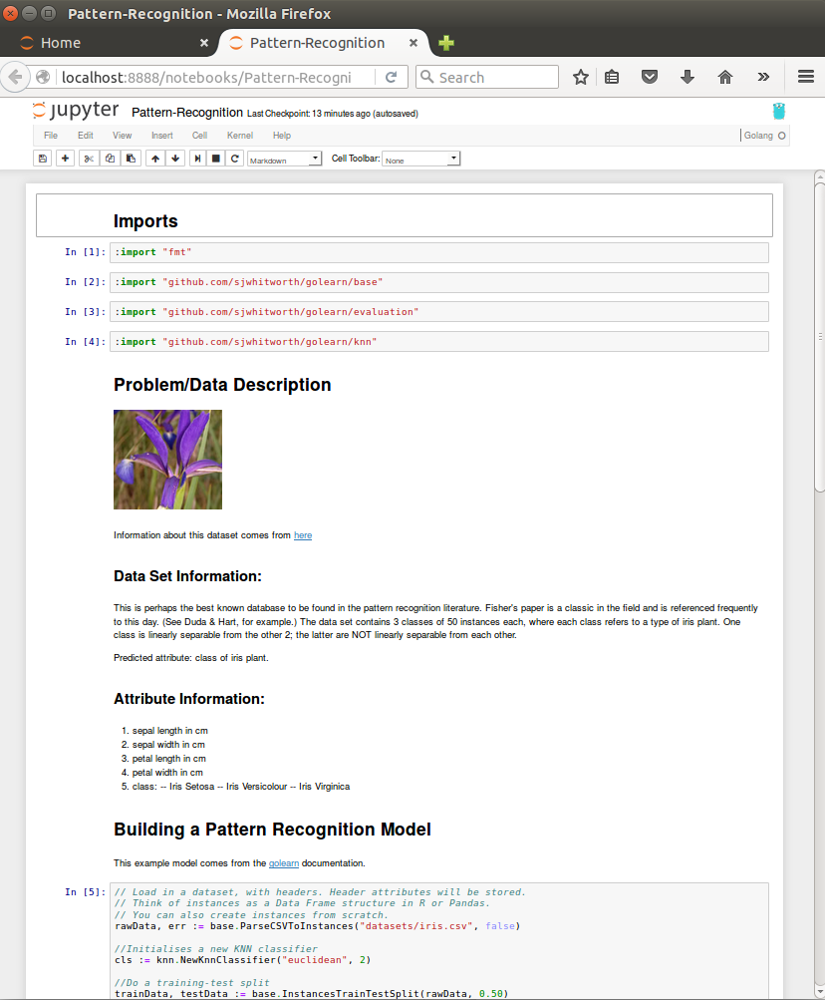 Pattern-Recognition - Mozilla Firefox
Home
Pattern-Recognition
localhost:8888/notebooks/Pattern-Recogni
Search
jupyter Pattern-Recognition Last Checkpoint: 13 minutes ago (autosaved)
File Edit View Insert Cell Kernel Help Golang
Markdown Cell Toolbar: None
Imports
In [1]: :import "fmt"
In [2]: :import "github.com/sjwhitworth/golearn/base"
In [3]: :import "github.com/sjwhitworth/golearn/evaluation"
In [4]: :import "github.com/sjwhitworth/golearn/knn"
Problem/Data Description
Information about this dataset comes from here
Data Set Information:
This is perhaps the best known database to be found in the pattern recognition literature. Fisher's paper is a classic in the field and is referenced frequently
to this day. (See Duda & Hart, for example.) The data set contains 3 classes of 50 instances each, where each class refers to a type of iris plant. One
class is linearly separable from the other 2; the latter are NOT linearly separable from each other.
Predicted attribute: class of iris plant.
Attribute Information:
1. sepal length in cm
2. sepal width in cm
3. petal length in cm
4. petal width in cm
5. class: -- Iris Setosa -- Iris Versicolour -- Iris Virginica
Building a Pattern Recognition Model
This example model comes from the golearn documentation.
In [5]: // Load in a dataset, with headers. Header attributes will be stored.
// Think of instances as a Data Frame structure in R or Pandas.
// You can also create instances from scratch.
rawData, err := base.ParseCSVToInstances("datasets/iris.csv", false)
//Initialises a new KNN classifier
cls := knn.NewKnnClassifier("euclidean", 2)
//Do a training-test split
trainData, testData := base.InstancesTrainTestSplit(rawData, 0.50)